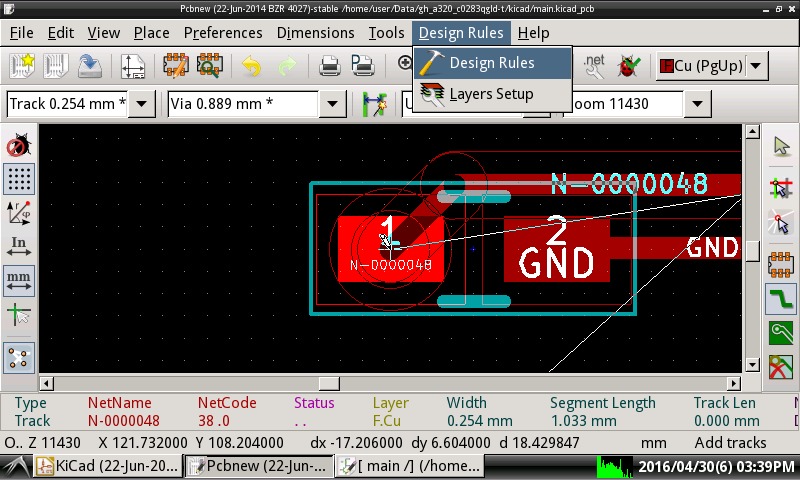 Pcbnew (22-Jun-2014 BZR 4027)-stable /home/user/Data/gh_a320_c0283qgld-t/kicad/main.kicad_pcb
File Edit View Place Preferences Dimensions Tools Design Rules Help
Design Rules
Layers Setup
.net
Cu (PgUp)
Track 0.254 mm *
Via 0.889 mm *
oom 11430
In
mm
N-0000048
1
N-0000048
2
GND
GND
Type NetName NetCode Status Layer Width Segment Length Track Len
Track N-0000048 38 .0 . . F.Cu 0.254 mm 1.033 mm 0.000 mm
O.. Z 11430 X 121.732000 Y 108.204000 dx -17.206000 dy 6.604000 d 18.429847 mm Add tracks
KiCad (22-Jun-20... Pcbnew (22-Jun-... [ main /] (/home... 2016/04/30(6) 03:39PM